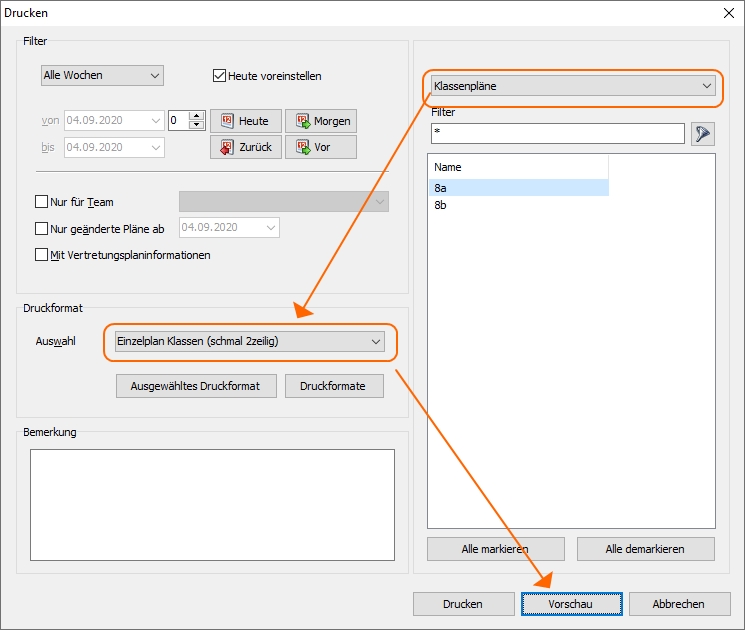 Drucken
Filter
Alle Wochen
Heute voreinstellen
von 04.09.2020 0 Heute Morgen
bis 04.09.2020 Zurück Vor
Nur für Team
Nur geänderte Pläne ab 04.09.2020
Mit Vertretungsplaninformationen
Druckformat
Auswahl Einzelplan Klassen (schmal 2zeilig)
Ausgewähltes Druckformat Druckformate
Bemerkung
Klassenpläne
Filter
*
Name
8a
8b
Alle markieren Alle demarkieren
Drucken Vorschau Abbrechen